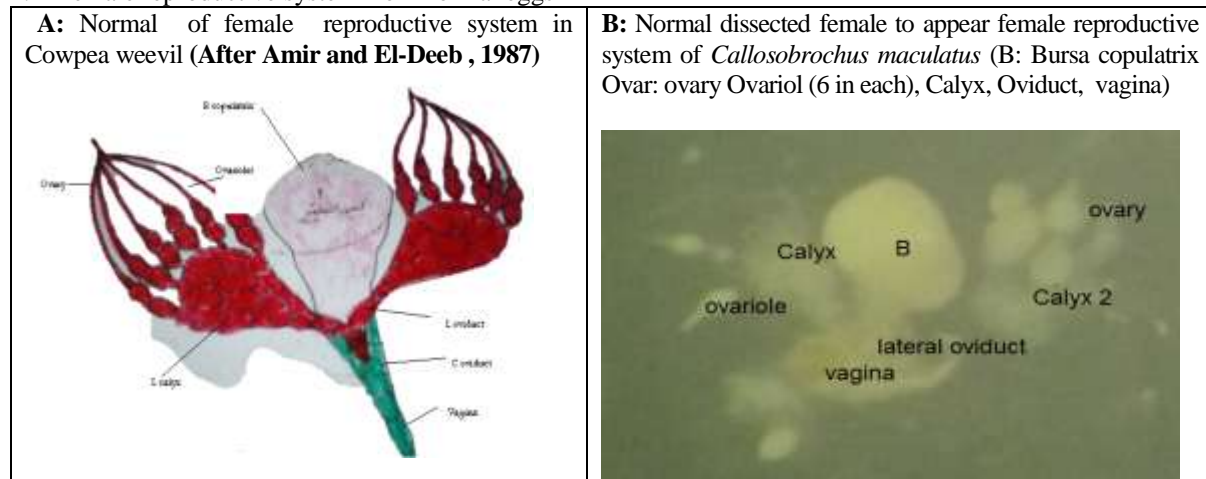 A: Normal of female reproductive system in
Cowpea weevil (After Amir and El-Deeb , 1987)
B copulatrix
Ovarioles
Ovary
L oviduct
C oviduct
L calyx
Vagina
B: Normal dissected female to appear female reproductive
system of Callosobrochus maculatus (B: Bursa copulatrix
Ovar: ovary Ovariol (6 in each), Calyx, Oviduct, vagina)
ovary
Calyx
B
Calyx 2
ovariole
lateral oviduct
vagina